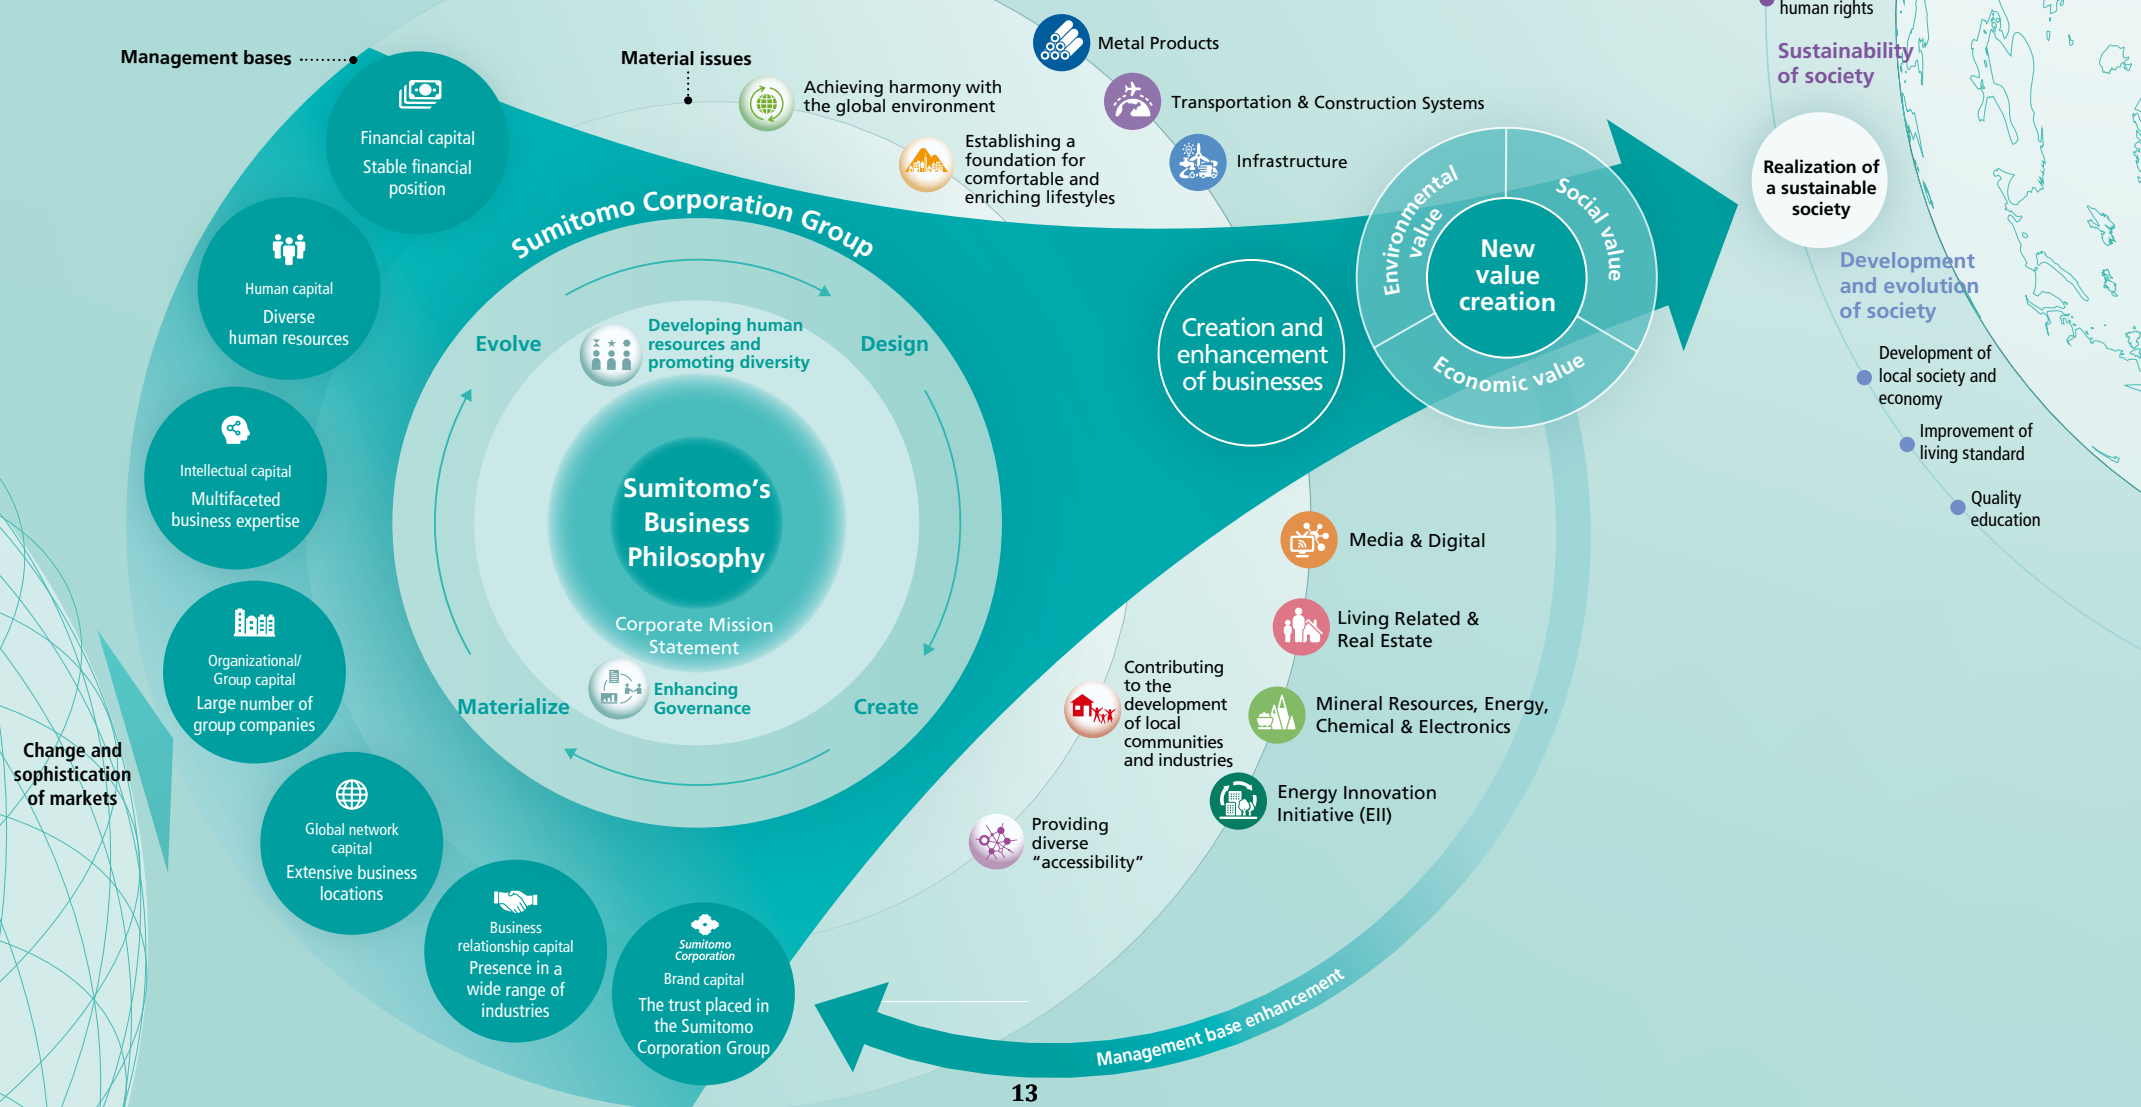 human rights
Sustainability
of society
Management bases
Material issues
Metal Products
Achieving harmony with
the global environment
Transportation & Construction Systems
Establishing a
foundation for
comfortable and
enriching lifestyles
Infrastructure
Financial capital
Stable financial
position
Human capital
Diverse
human resources
Intellectual capital
Multifaceted
business expertise
Organizational/
Group capital
Large number of
group companies
Global network
capital
Extensive business
locations
Business
relationship capital
Presence in a
wide range of
industries
Sumitomo
Corporation
Brand capital
The trust placed in
the Sumitomo
Corporation Group
Change and
sophistication
of markets
Sumitomo Corporation Group
Evolve
Design
Create
Materialize
Developing human
resources and
promoting diversity
Sumitomo's
Business
Philosophy
Corporate Mission
Statement
Enhancing
Governance
Creation and
enhancement
of businesses
Environmental
value
Social value
Economic value
New
value
creation
Realization of
a sustainable
society
Development
and evolution
of society
Development of
local society and
economy
Improvement of
living standard
Quality
education
Media & Digital
Living Related &
Real Estate
Contributing
to the
development
of local
communities
and industries
Mineral Resources, Energy,
Chemical & Electronics
Energy Innovation
Initiative (EII)
Providing
diverse
“accessibility”
Management base enhancement
13